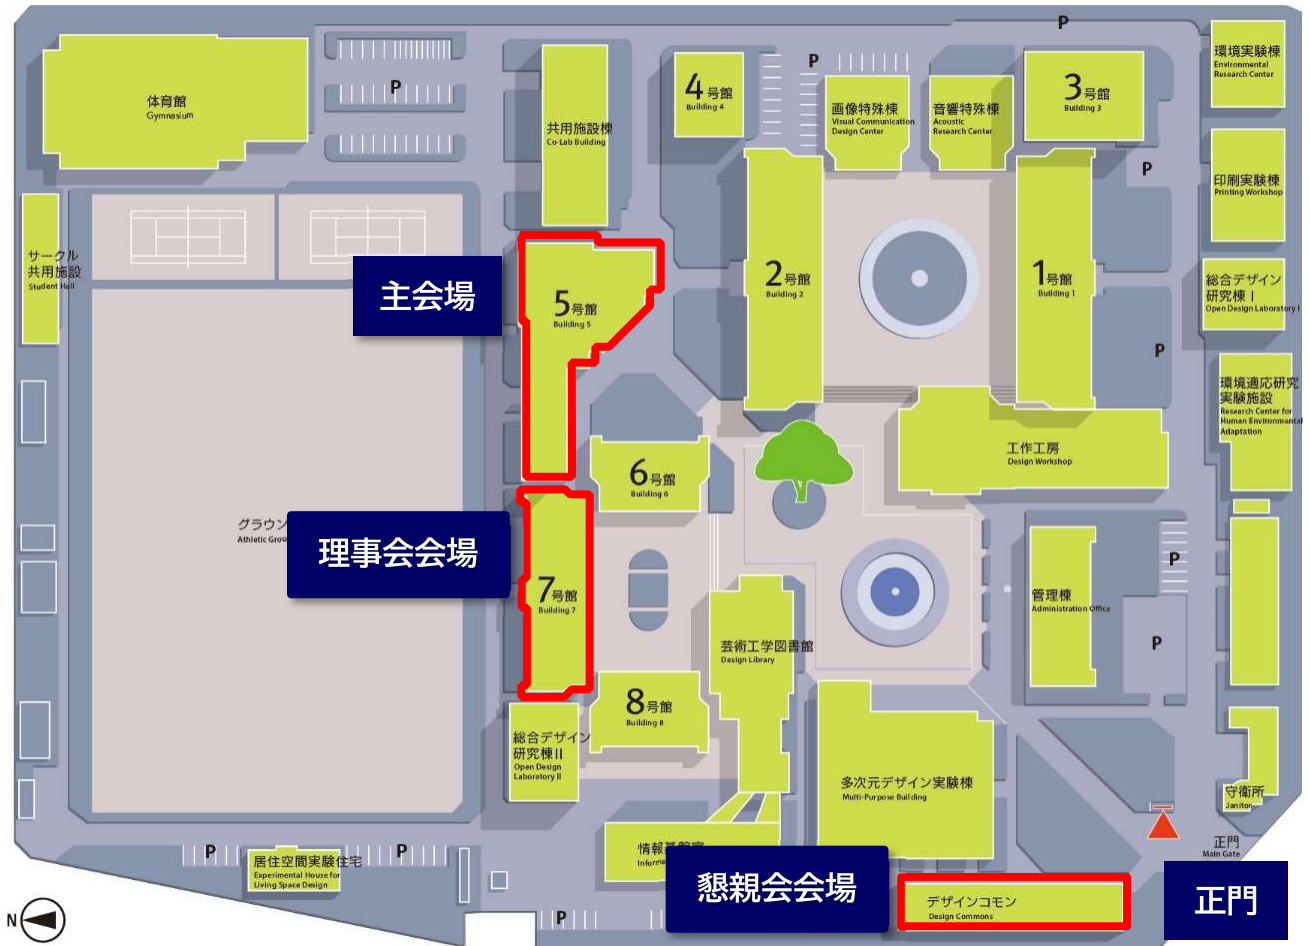 P
体育館
Gymnasium
P
共用施設棟
Co-Lab Building
4号館
Building 4
P
画像特殊棟
Visual Communication
Design Center
音響特殊棟
Acoustic
Research Center
3号館
Building 3
環境実験棟
Environmental
Research Center
P
印刷実験棟
Printing Workshop
サークル
共用施設
Student Hall
主会場
5号館
Building 5
2号館
Building 2
1号館
Building 1
総合デザイン
研究棟 I
Open Design Laboratory I
P
環境適応研究
実験施設
Research Center for
Human Environmental
Adaptation
6号館
Building 6
工作工房
Design Workshop
グラウン
Athletic Grou
理事会会場
7号館
Building 7
P
管理棟
Administration Office
P
芸術工学図書館
Design Library
8号館
Building 8
総合デザイン
研究棟II
Open Design
Laboratory II
多次元デザイン実験棟
Multi-Purpose Building
守衛所
Janitor
正門
Main Gate
P
P
居住空間実験住宅
Experimental House for
Living Space Design
情報
Informa
懇親会会場
デザインコモン
Design Commons
正門
P
N